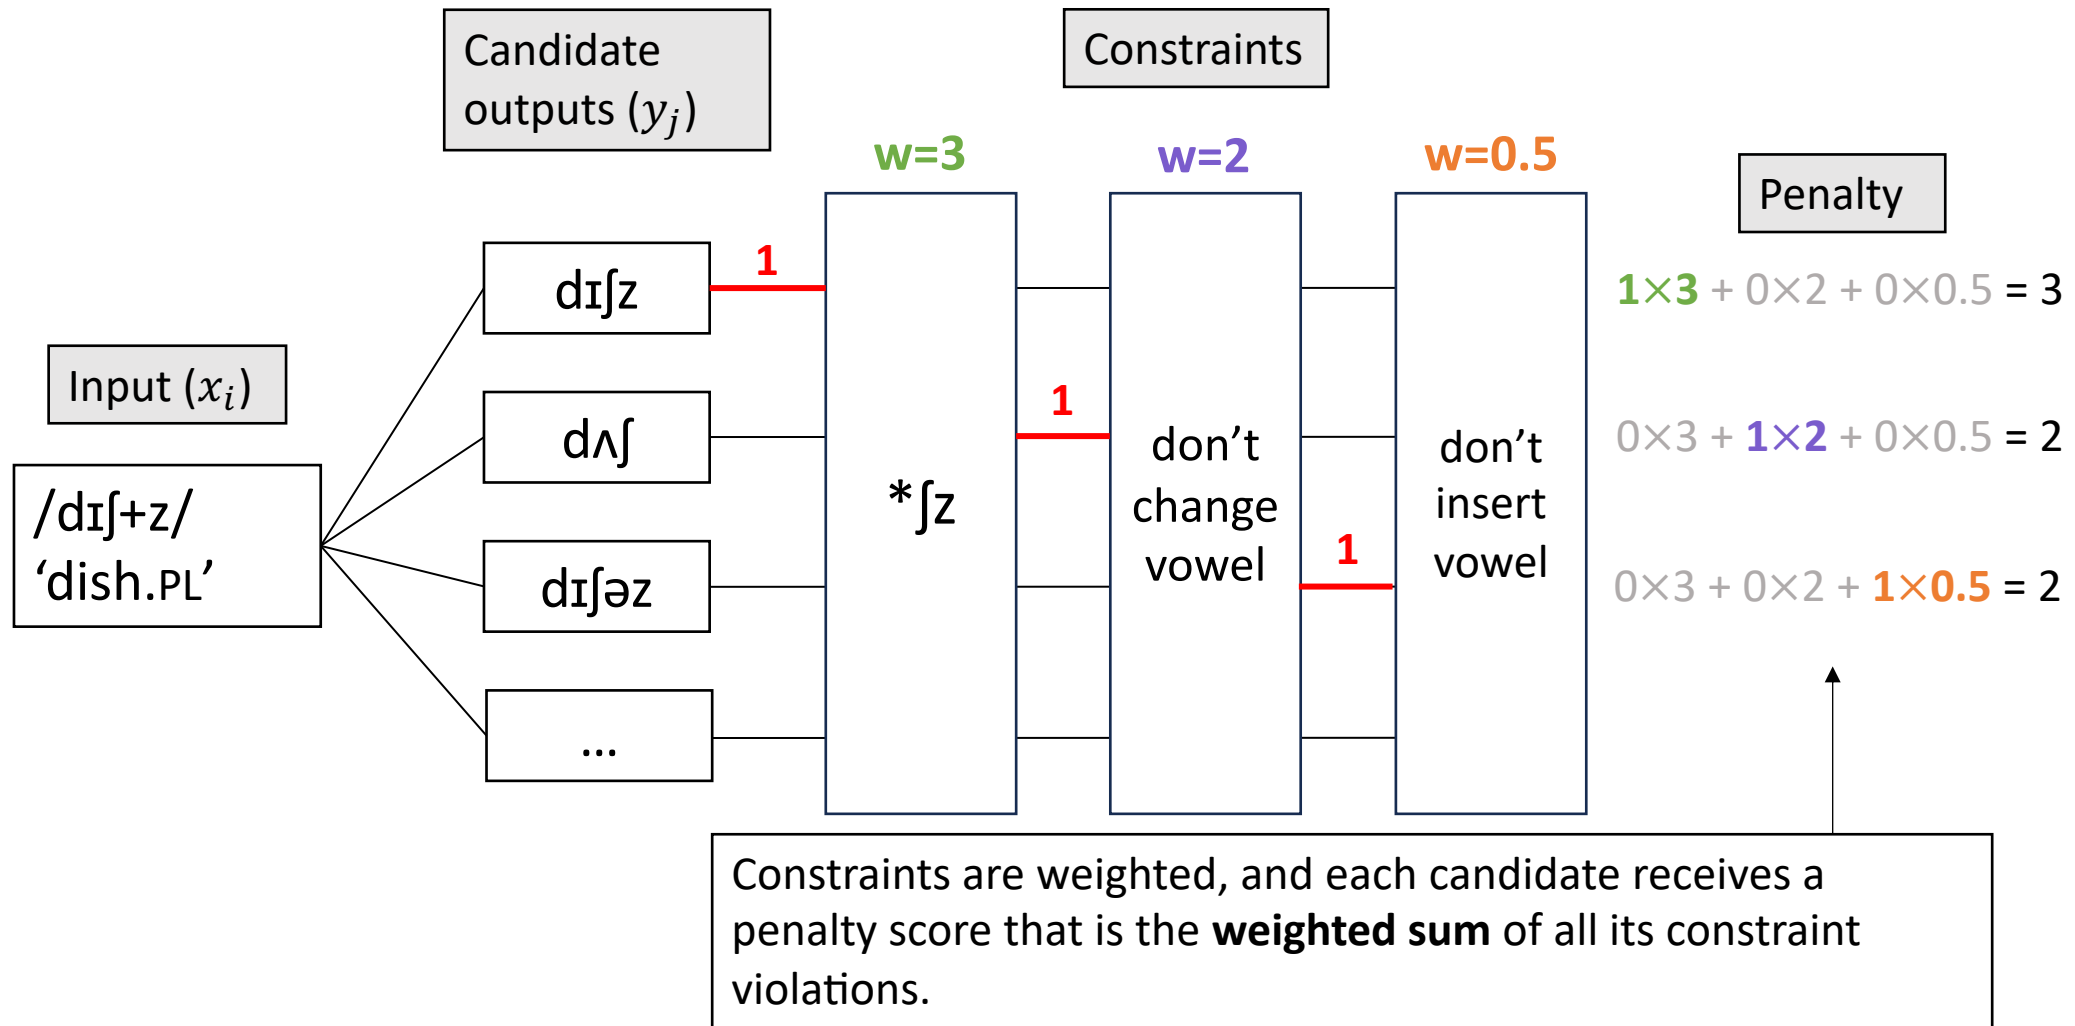 Candidate
outputs (𝑦𝑗)
Constraints
w=3
w=2
w=0.5
Penalty
Input (𝑥𝑖)
/dɪʃ+z/
‘dish.PL’
dɪʃz
1
1×3 + 0×2 + 0×0.5 = 3
dʌʃ
1
0×3 + 1×2 + 0×0.5 = 2
dɪʃəz
1
0×3 + 0×2 + 1×0.5 = 2
...
*ʃz
don’t
change
vowel
don’t
insert
vowel
Constraints are weighted, and each candidate receives a
penalty score that is the weighted sum of all its constraint
violations.